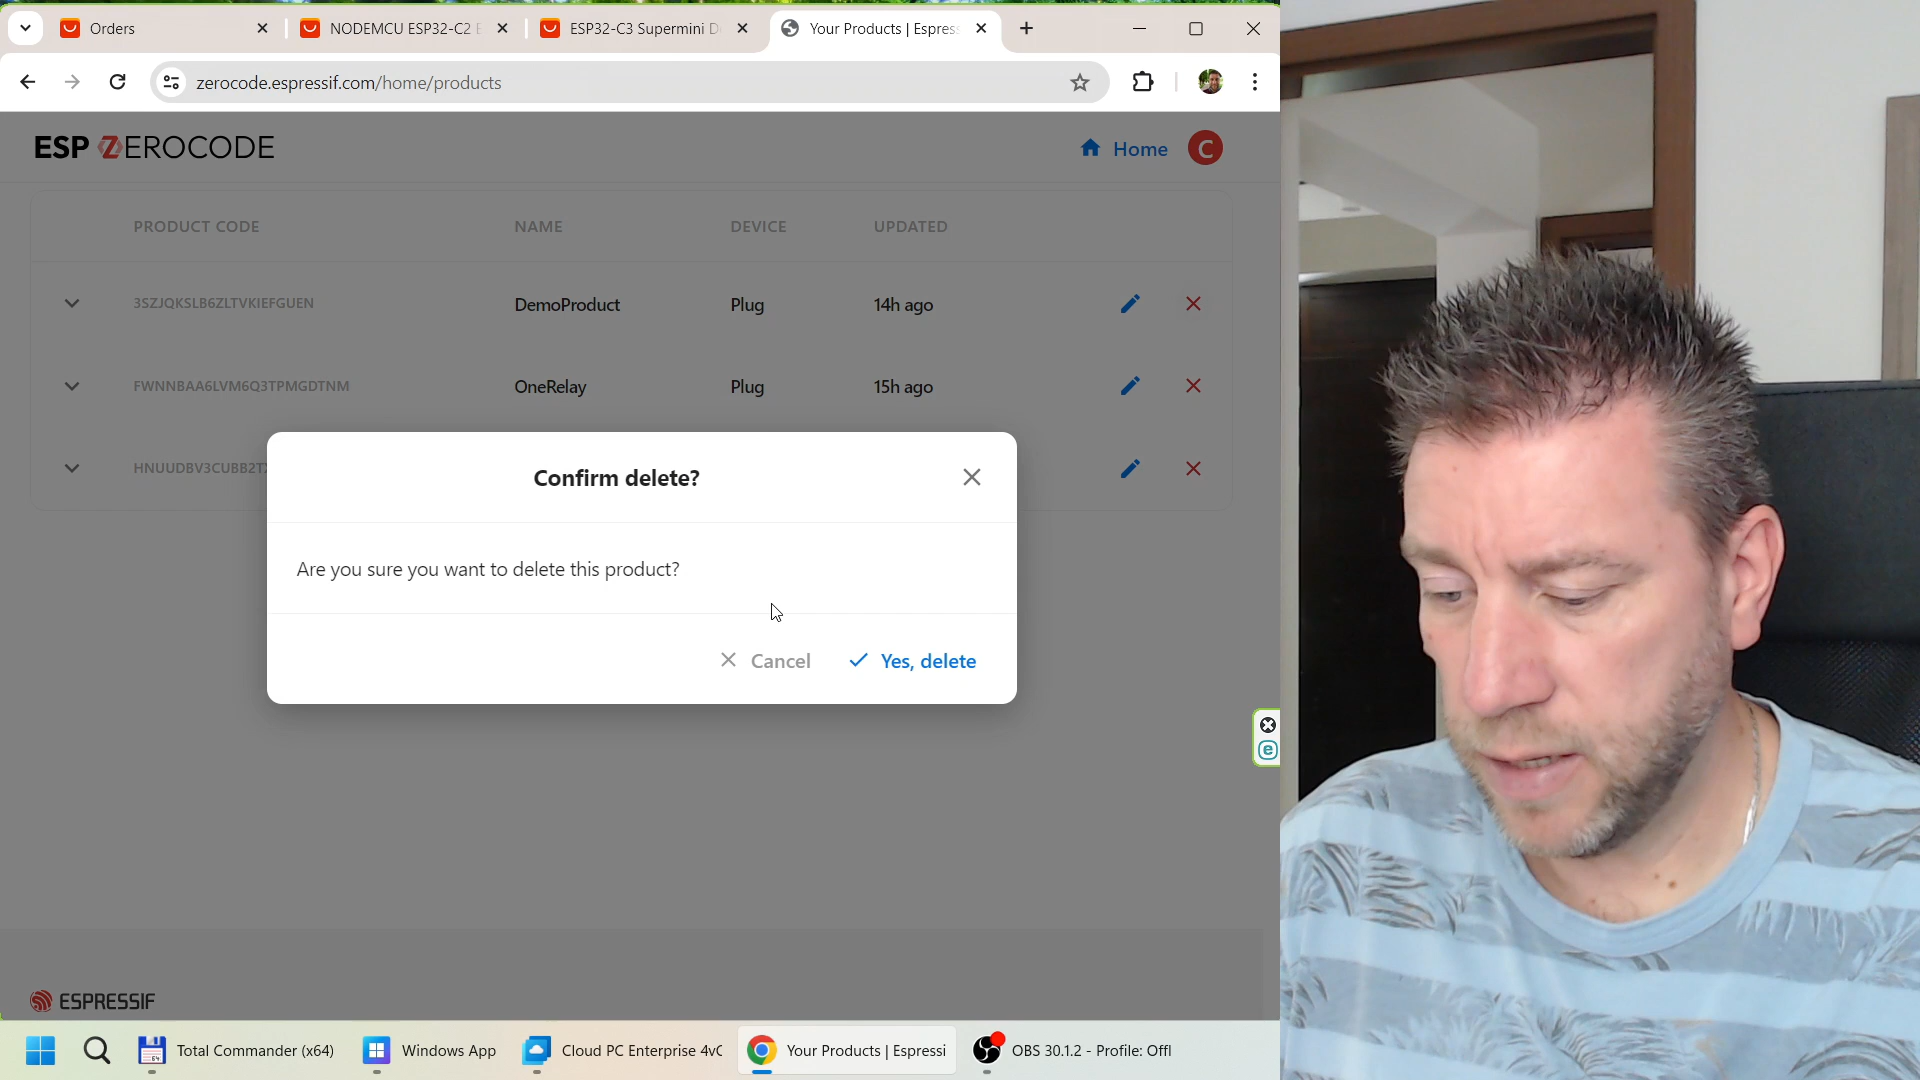 Orders
NODEMCU ESP32-C2
ESP32-C3 Supermini
Your Products | Espress
zerocode.espressif.com/home/products
ESP ZEROCODE
Home
C
PRODUCT CODE NAME DEVICE UPDATED
3SZJQKSLB6ZLTVKIEFGUEN DemoProduct Plug 14h ago
FWNNBAA6LVM6Q3TPMGDTNM OneRelay Plug 15h ago
HNUUDBV3CUBB2T
Confirm delete?
Are you sure you want to delete this product?
Cancel
Yes, delete
ESPRESSIF
64
Total Commander (x64)
Windows App
Cloud PC Enterprise 4vC
Your Products | Espressi
OBS 30.1.2 - Profile: Offl